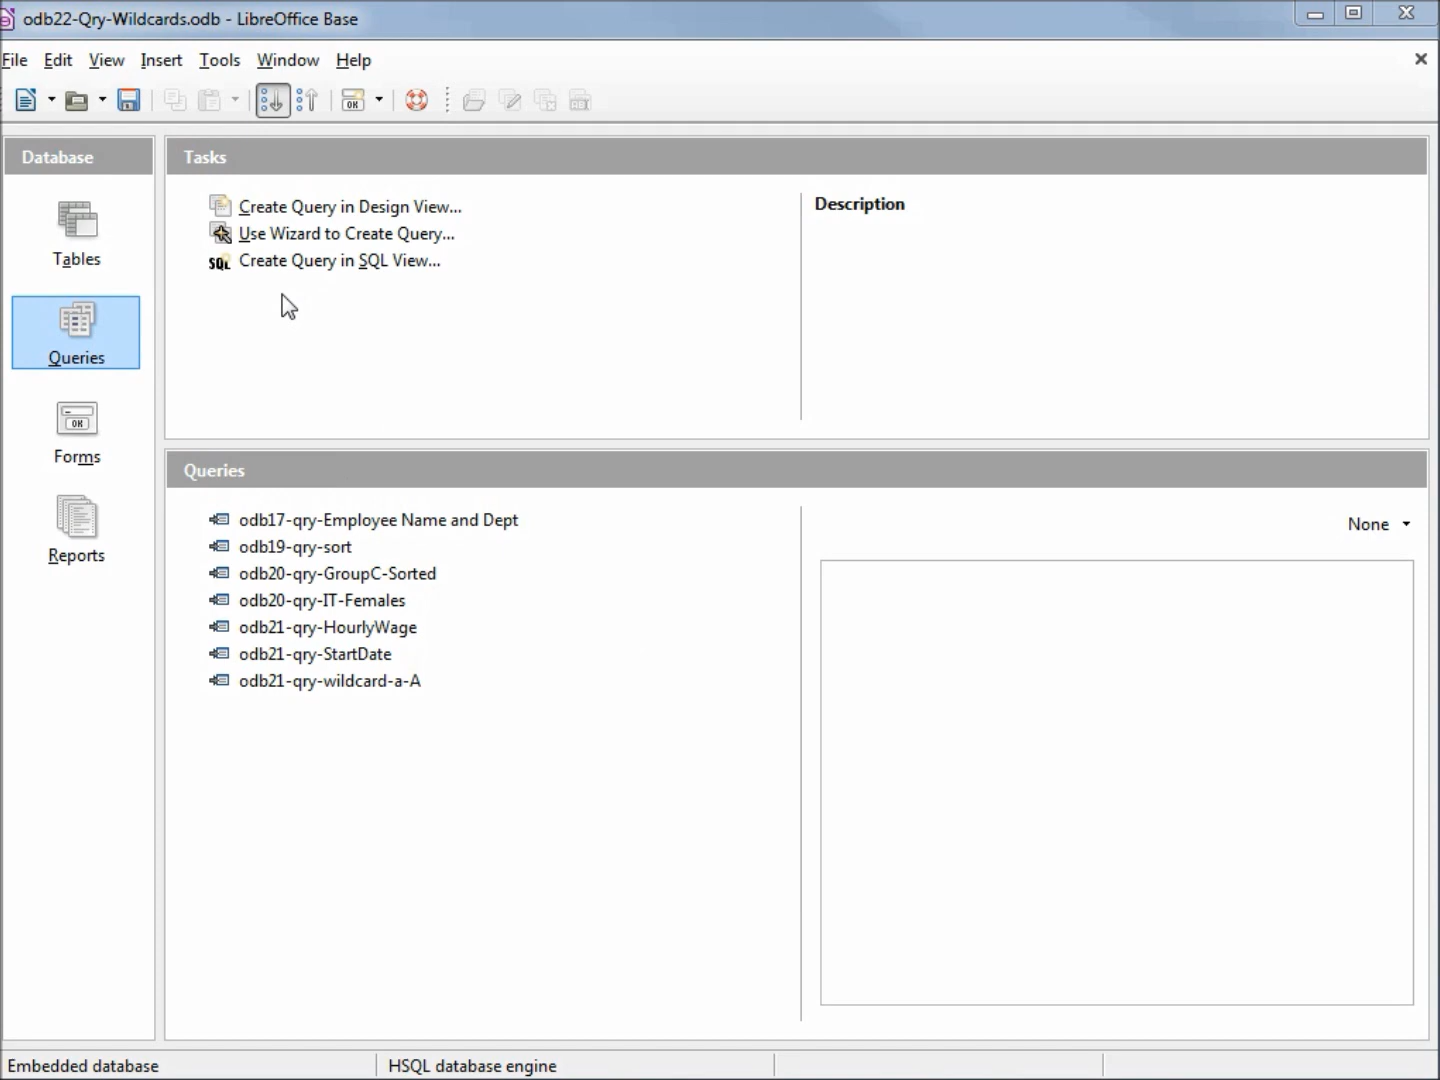 odb22-Qry-Wildcards.odb - LibreOffice Base
File Edit View Insert Tools Window Help
OK
Database
Tasks
Create Query in Design View...
Use Wizard to Create Query...
SQL Create Query in SQL View...
Description
Tables
Queries
OK
Forms
Reports
Queries
odb17-qry-Employee Name and Dept
odb19-qry-sort
odb20-qry-GroupC-Sorted
odb20-qry-IT-Females
odb21-qry-HourlyWage
odb21-qry-StartDate
odb21-qry-wildcard-a-A
None
Embedded database
HSQL database engine